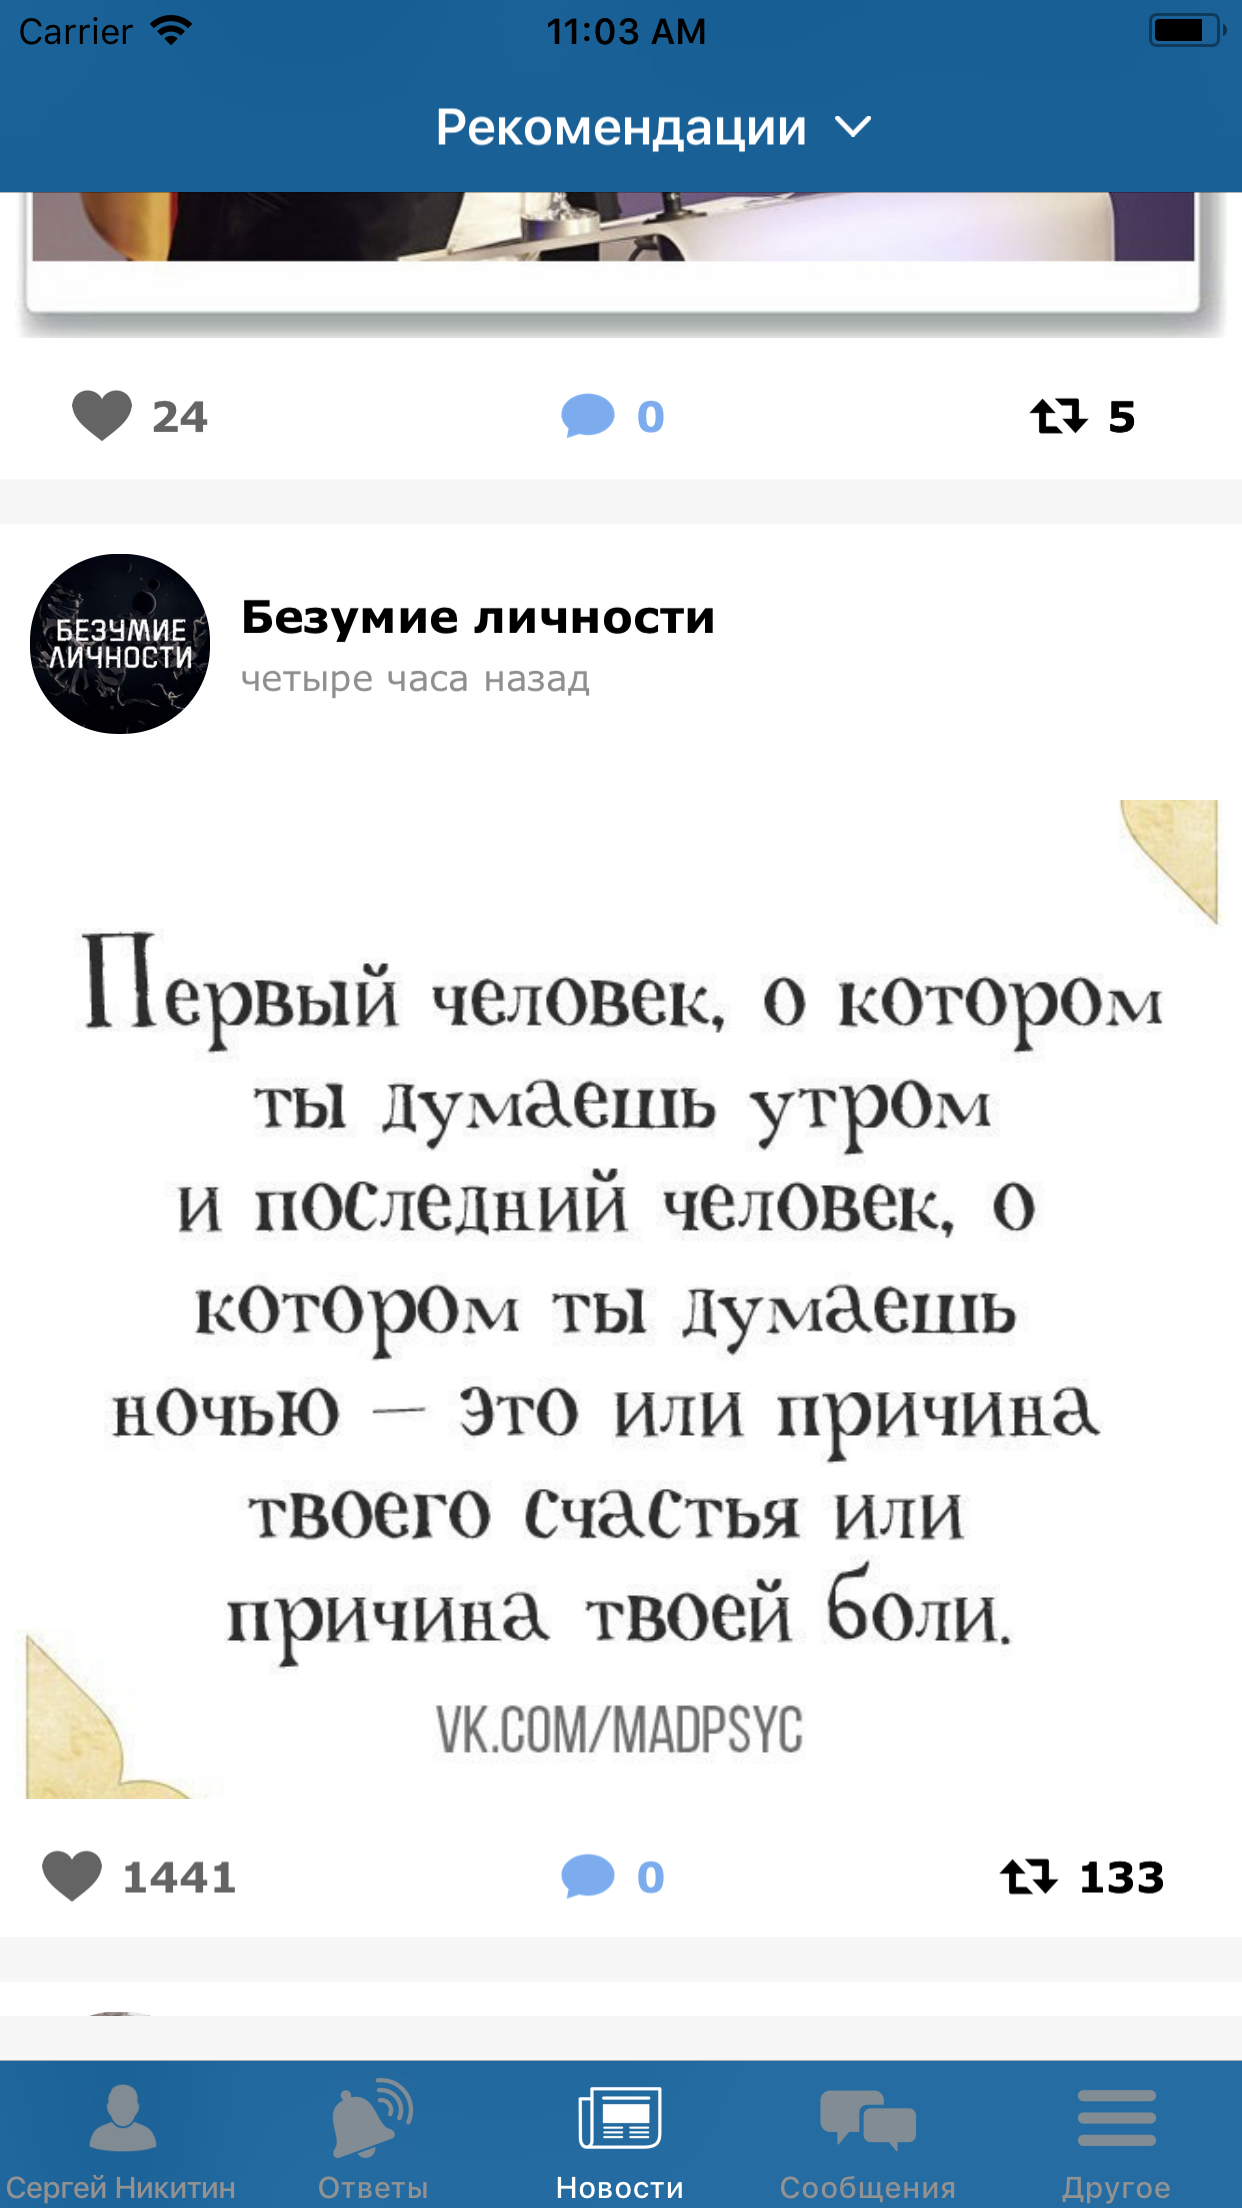 Carrier 11:03 AM
Рекомендации
24 0 5
БЕЗУМИЕ
ЛИЧНОСТИ
Безумие личности
четыре часа назад
Первый человек, о котором
ты думаешь утром
и последний человек, о
котором ты думаешь
ночью — это или причина
твоего счастья или
причина твоей боли.
VK.COM/MADPSYC
1441 0 133
Сергей Никитин Ответы Новости Сообщения Другое